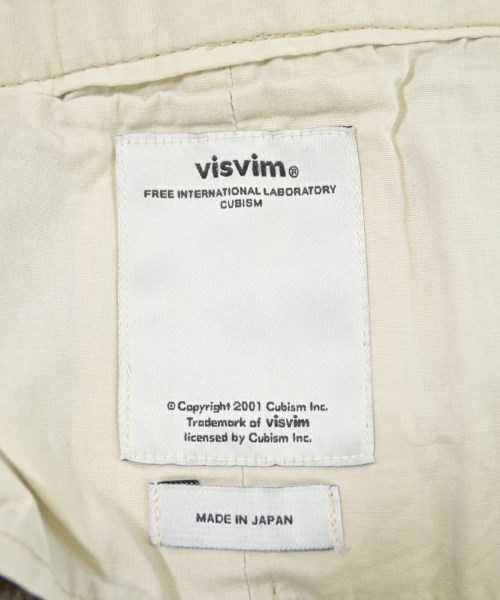 visvim®
FREE INTERNATIONAL LABORATORY
CUBISM
© Copyright 2001 Cubism Inc.
Trademark of visvim
licensed by Cubism Inc.
MADE IN JAPAN